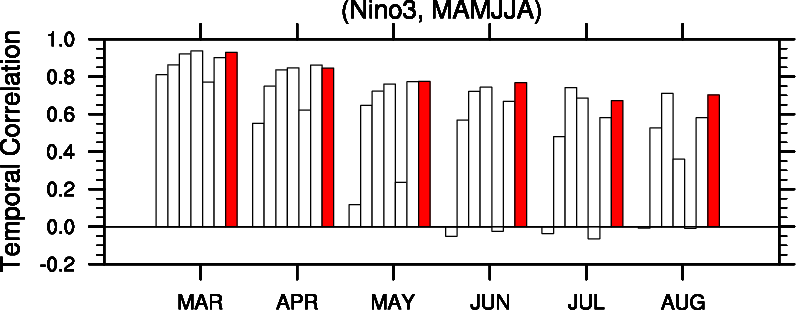 (Nino3, MAMJJA)
Temporal Correlation
1.0
0.8
0.6
0.4
0.2
0.0
-0.2
MAR APR MAY JUN JUL AUG